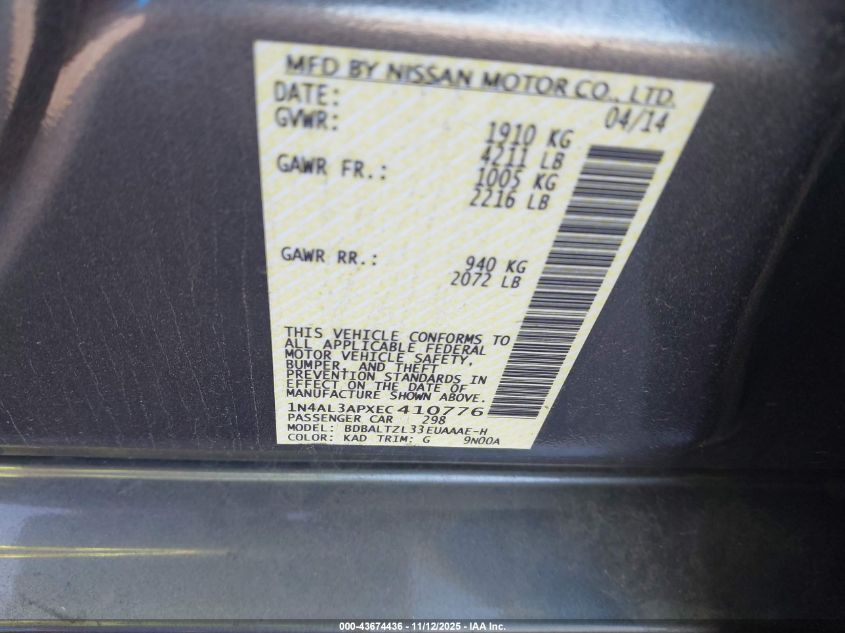 MFD BY NISSAN MOTOR CO., LTD.
DATE: 04/14
GVWR: 1910 KG
4211 LB
GAWR FR.: 1005 KG
2216 LB
GAWR RR.: 940 KG
2072 LB
THIS VEHICLE CONFORMS TO
ALL APPLICABLE FEDERAL
MOTOR VEHICLE SAFETY,
BUMPER, AND THEFT
PREVENTION STANDARDS IN
EFFECT ON THE DATE OF
MANUFACTURE SHOWN ABOVE.
1N4AL3APXEC410776
PASSENGER CAR 298
MODEL: BDBALTZL33EUAAAE-H
COLOR: KAD TRIM: G 9N00A
000-43674436 - 11/12/2025 - IAA Inc.